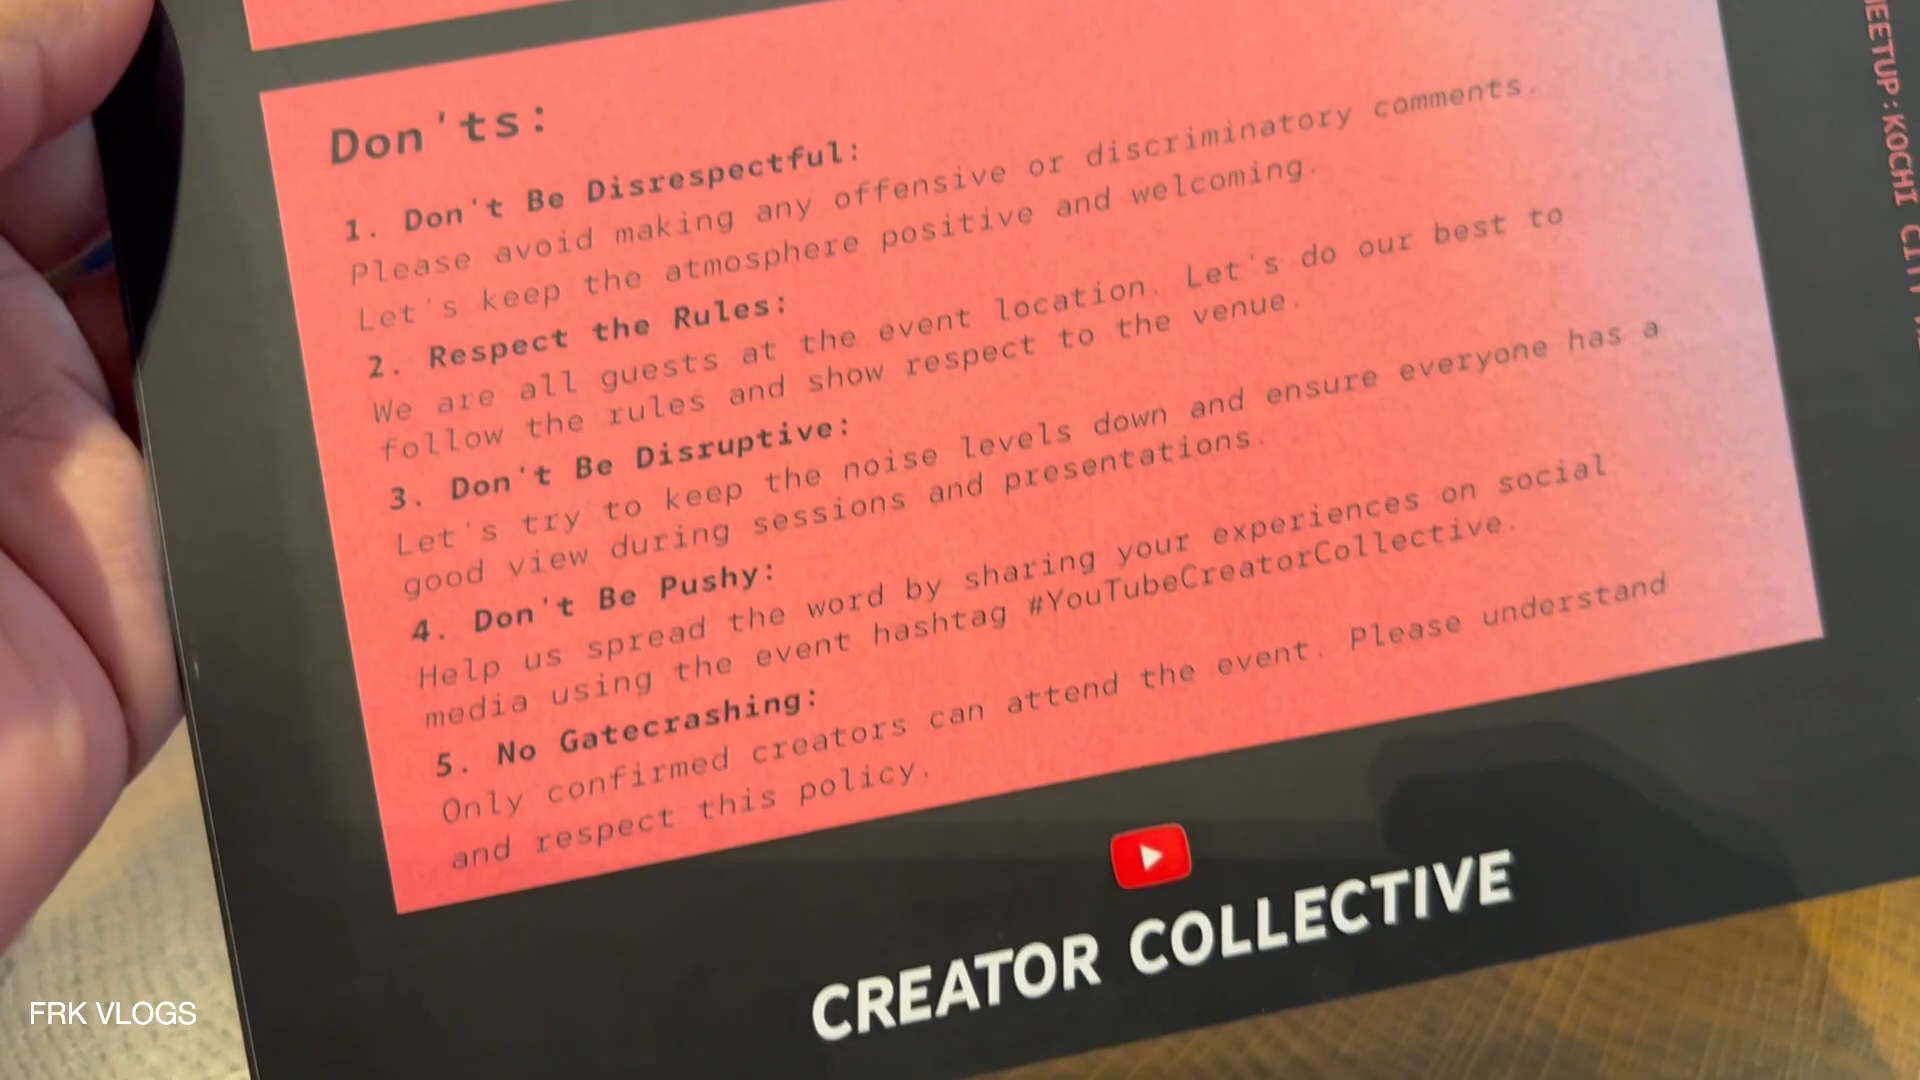 Don'ts:
1. Don't Be Disrespectful:
Please avoid making any offensive or discriminatory comments.
Let's keep the atmosphere positive and welcoming.
2. Respect the Rules:
We are all guests at the event location. Let's do our best to
follow the rules and show respect to the venue.
3. Don't Be Disruptive:
Let's try to keep the noise levels down and ensure everyone has a
good view during sessions and presentations.
4. Don't Be Pushy:
Help us spread the word by sharing your experiences on social
media using the event hashtag #YouTubeCreatorCollective.
5. No Gatecrashing:
Only confirmed creators can attend the event. Please understand
and respect this policy.
CREATOR COLLECTIVE
MEETUP:KOCHI
FRK VLOGS